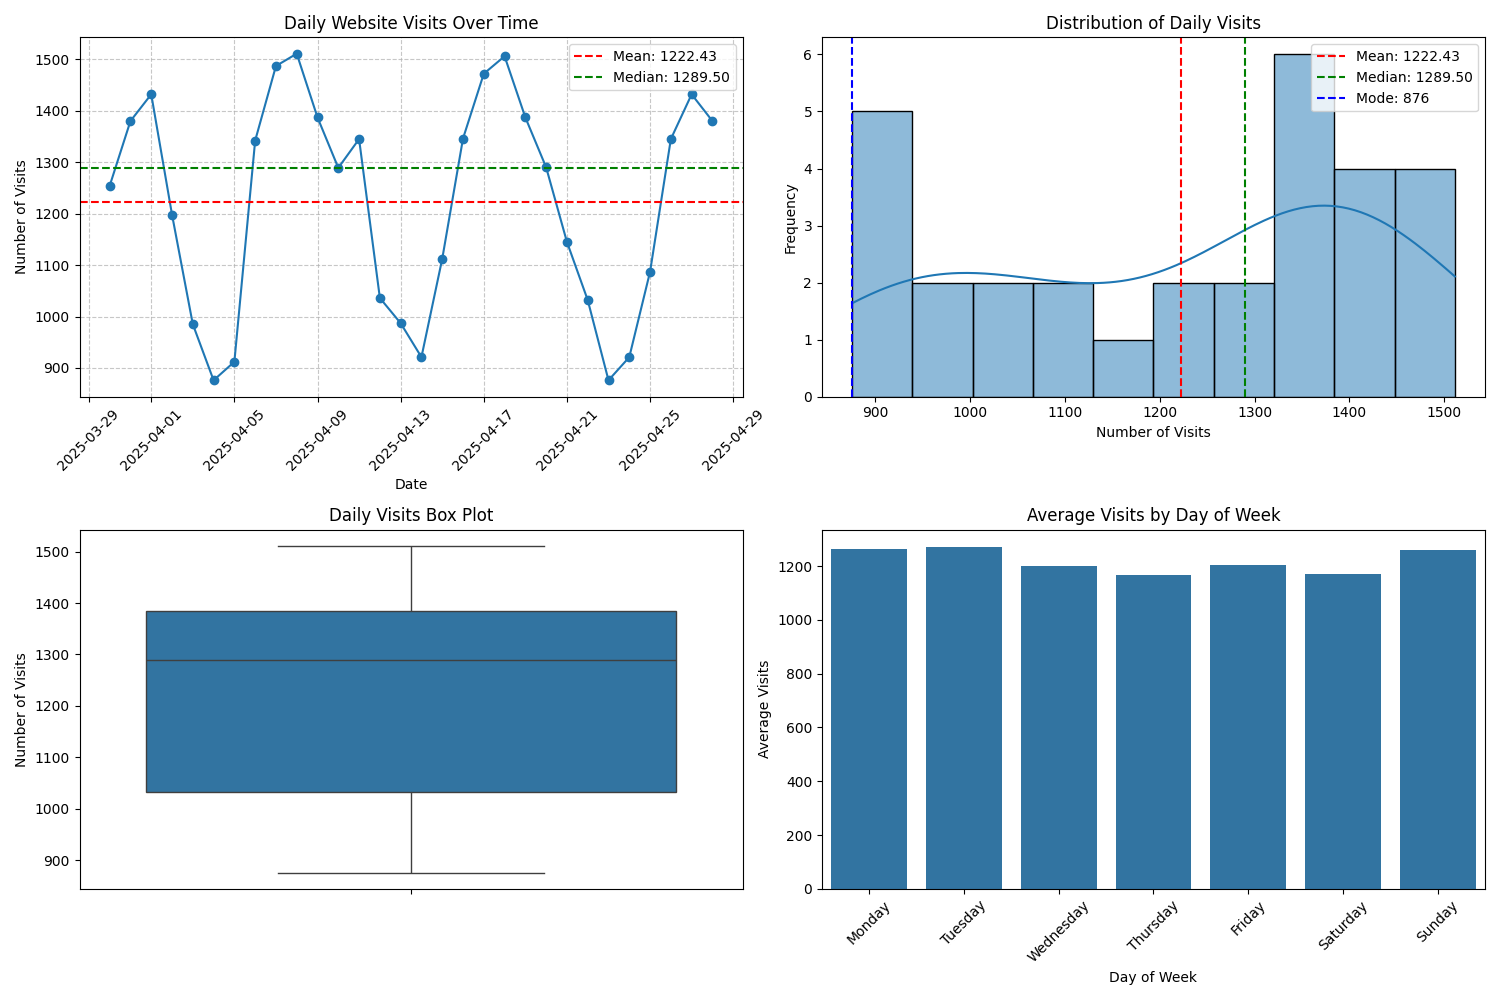 Daily Website Visits Over Time
Number of Visits
1500
1400
1300
1200
1100
1000
900
Mean: 1222.43
Median: 1289.50
2025-03-29
2025-04-01
2025-04-05
2025-04-09
2025-04-13
2025-04-17
2025-04-21
2025-04-25
2025-04-29
Date
Distribution of Daily Visits
Frequency
6
5
4
3
2
1
0
Mean: 1222.43
Median: 1289.50
Mode: 876
900
1000
1100
1200
1300
1400
1500
Number of Visits
Daily Visits Box Plot
Number of Visits
1500
1400
1300
1200
1100
1000
900
Average Visits by Day of Week
Average Visits
1200
1000
800
600
400
200
0
Monday
Tuesday
Wednesday
Thursday
Friday
Saturday
Sunday
Day of Week